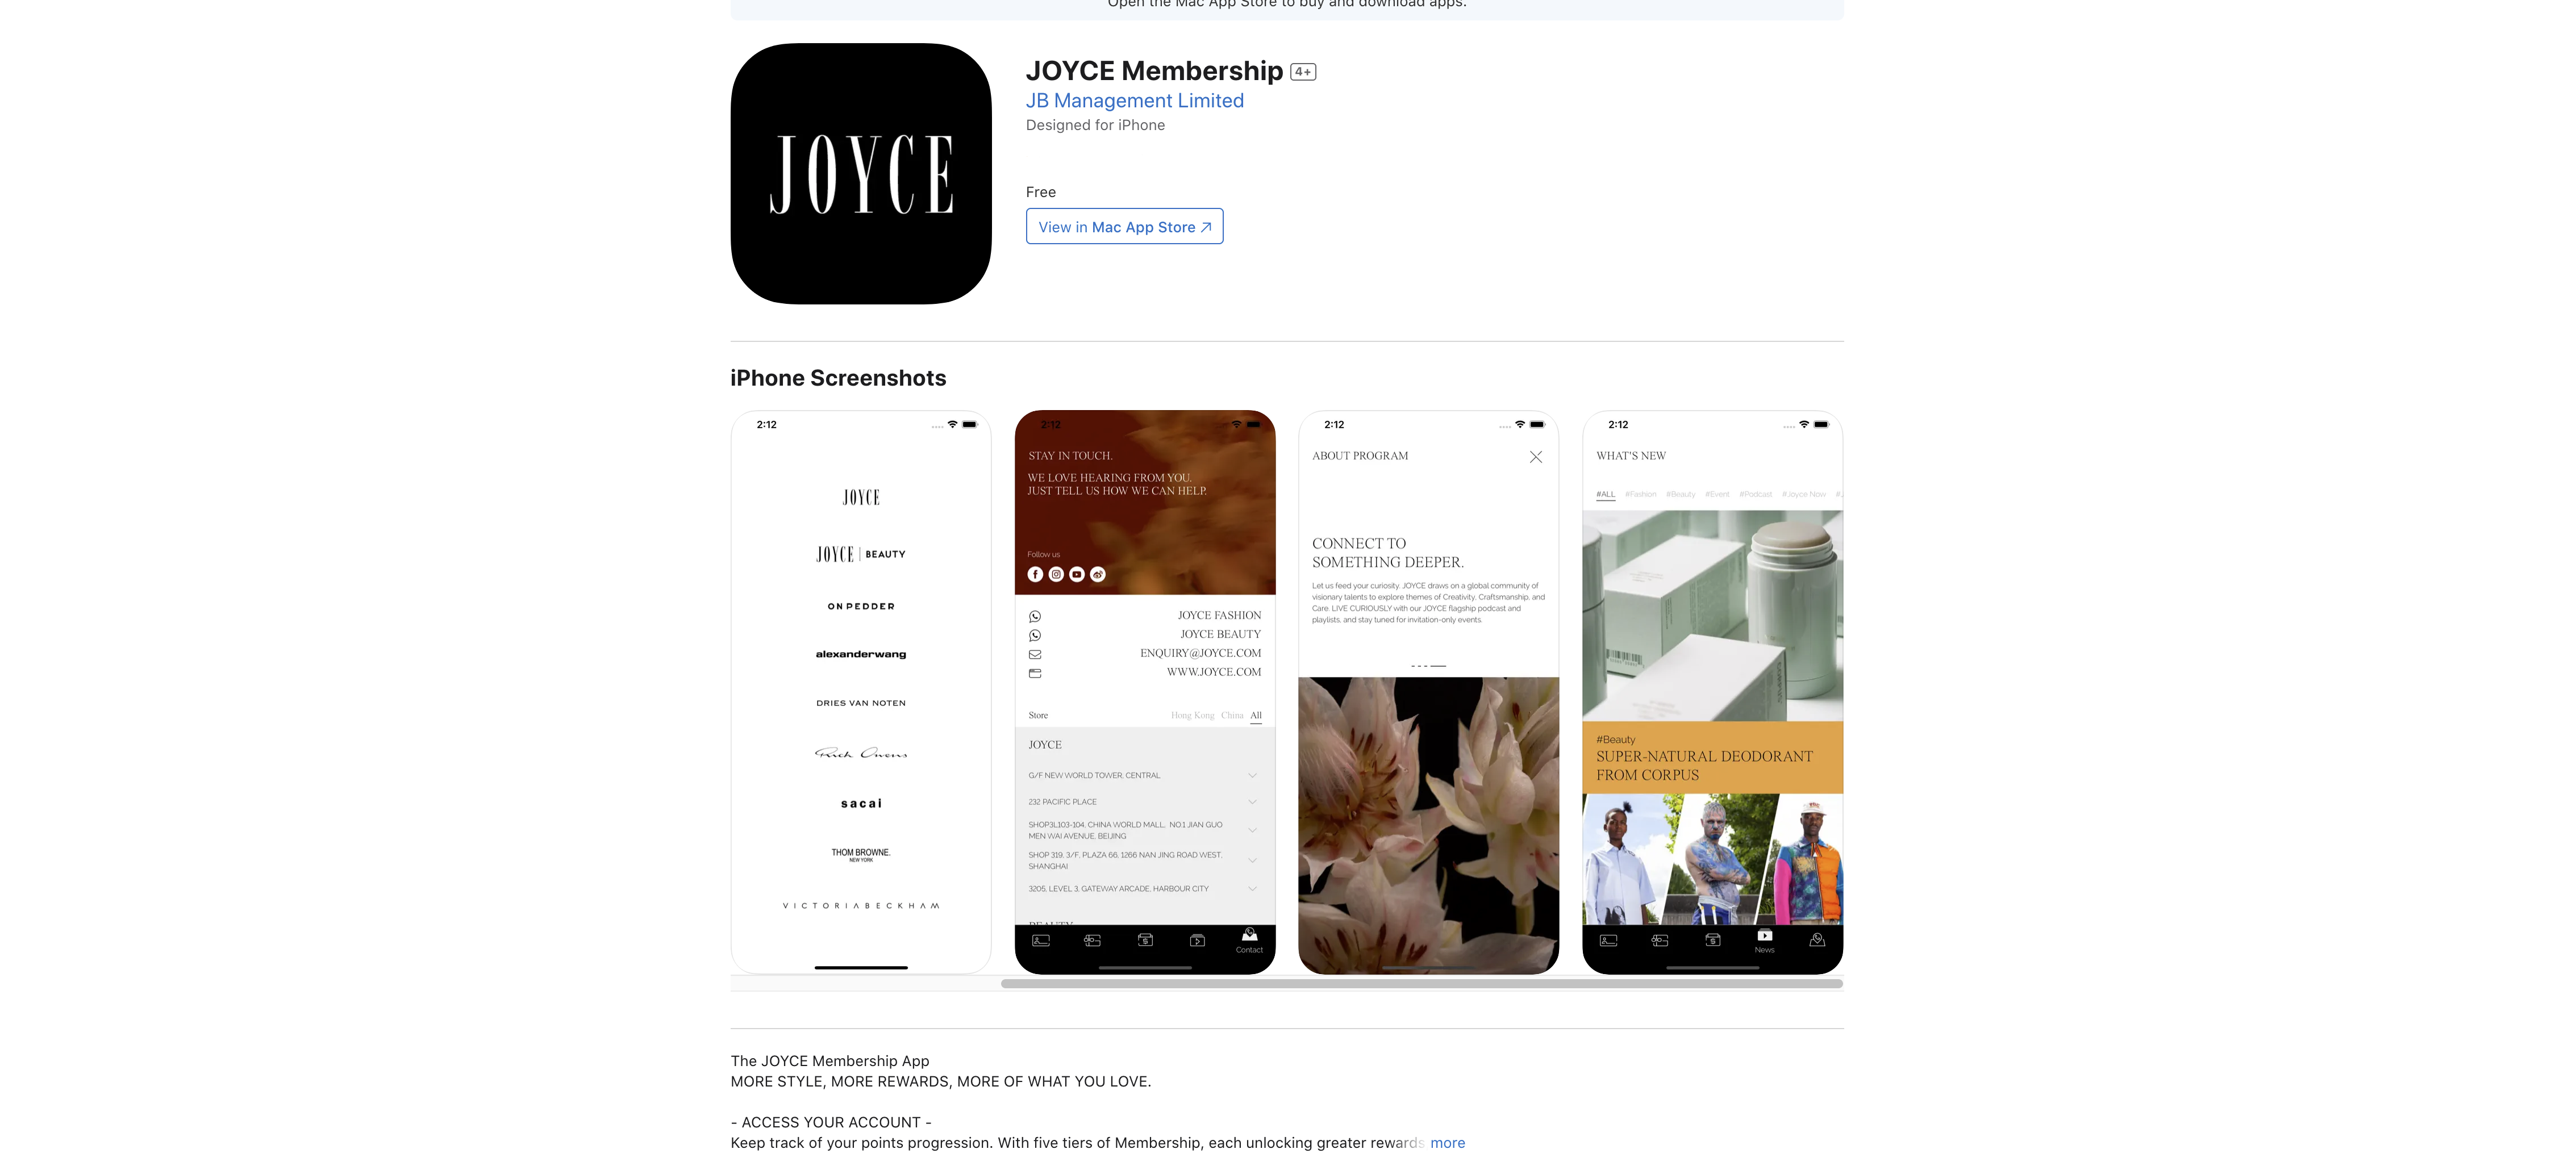 Open the Mac App Store to buy and download apps.
JOYCE
JOYCE Membership 4+
JB Management Limited
Designed for iPhone
Free
View in Mac App Store
iPhone Screenshots
2:12
JOYCE
JOYCE | BEAUTY
ON PEDDER
alexanderwang
DRIES VAN NOTEN
Rick Owens
sacai
THOM BROWNE.
NEW YORK
VICTORIABECKHAM
2:12
STAY IN TOUCH.
WE LOVE HEARING FROM YOU.
JUST TELL US HOW WE CAN HELP.
Follow us
JOYCE FASHION
JOYCE BEAUTY
ENQUIRY@JOYCE.COM
WWW.JOYCE.COM
Store Hong Kong China All
JOYCE
G/F NEW WORLD TOWER, CENTRAL
232 PACIFIC PLACE
SHOP3L103-104, CHINA WORLD MALL, NO.1 JIAN GUO
MEN WAI AVENUE, BEIJING
SHOP 319, 3/F, PLAZA 66, 1266 NAN JING ROAD WEST,
SHANGHAI
3205, LEVEL 3, GATEWAY ARCADE, HARBOUR CITY
BEAUTY
Contact
2:12
ABOUT PROGRAM
CONNECT TO
SOMETHING DEEPER.
Let us feed your curiosity. JOYCE draws on a global community of
visionary talents to explore themes of Creativity, Craftsmanship, and
Care. LIVE CURIOUSLY with our JOYCE flagship podcast and
playlists, and stay tuned for invitation-only events.
2:12
WHAT'S NEW
#ALL #Fashion #Beauty #Event #Podcast #Joyce Now
#Beauty
SUPER-NATURAL DEODORANT
FROM CORPUS
News
The JOYCE Membership App
MORE STYLE, MORE REWARDS, MORE OF WHAT YOU LOVE.
- ACCESS YOUR ACCOUNT -
Keep track of your points progression. With five tiers of Membership, each unlocking greater rewards more